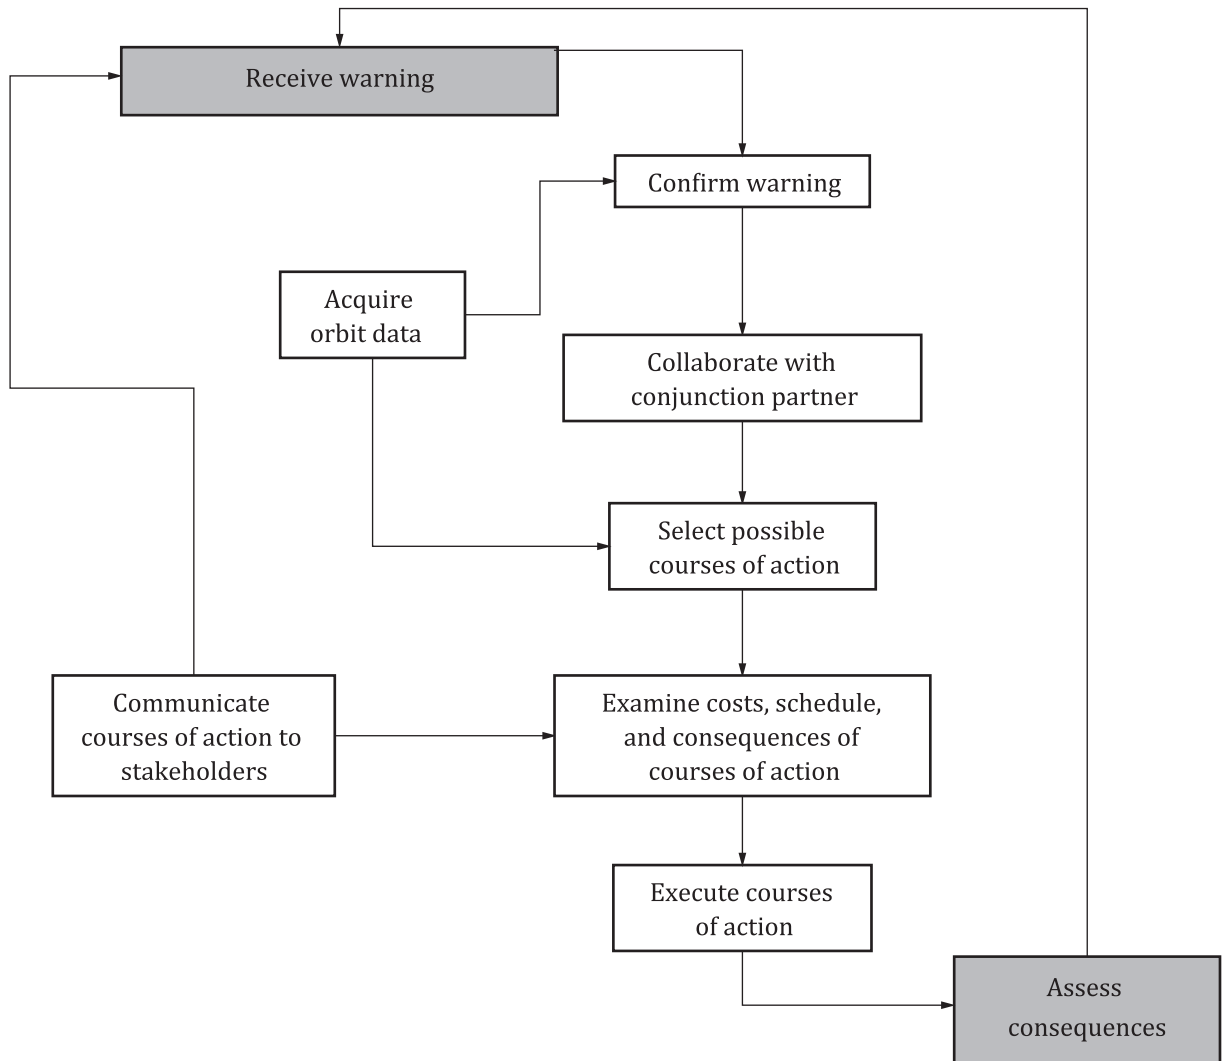 Receive warning
Confirm warning
Acquire
orbit data
Collaborate with
conjunction partner
Select possible
courses of action
Communicate
courses of action to
stakeholders
Examine costs, schedule,
and consequences of
courses of action
Execute courses
of action
Assess
consequences